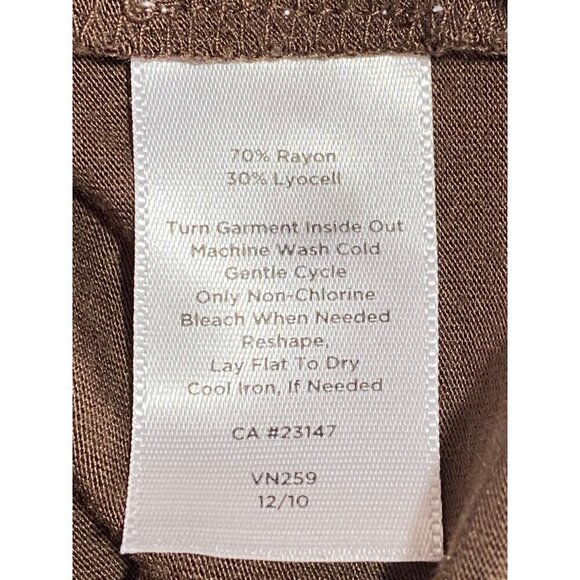 70% Rayon
30% Lyocell
Turn Garment Inside Out
Machine Wash Cold
Gentle Cycle
Only Non-Chlorine
Bleach When Needed
Reshape,
Lay Flat To Dry
Cool Iron, If Needed
CA #23147
VN259
12/10